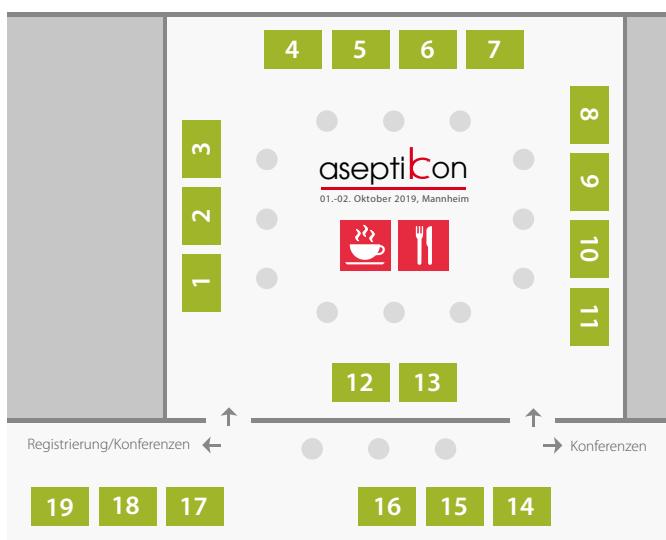 4 5 6 7
8
3
9
2
10
1
11
asepticon
01.-02. Oktober 2019, Mannheim
12 13
Registrierung/Konferenzen
Konferenzen
19 18 17 16 15 14